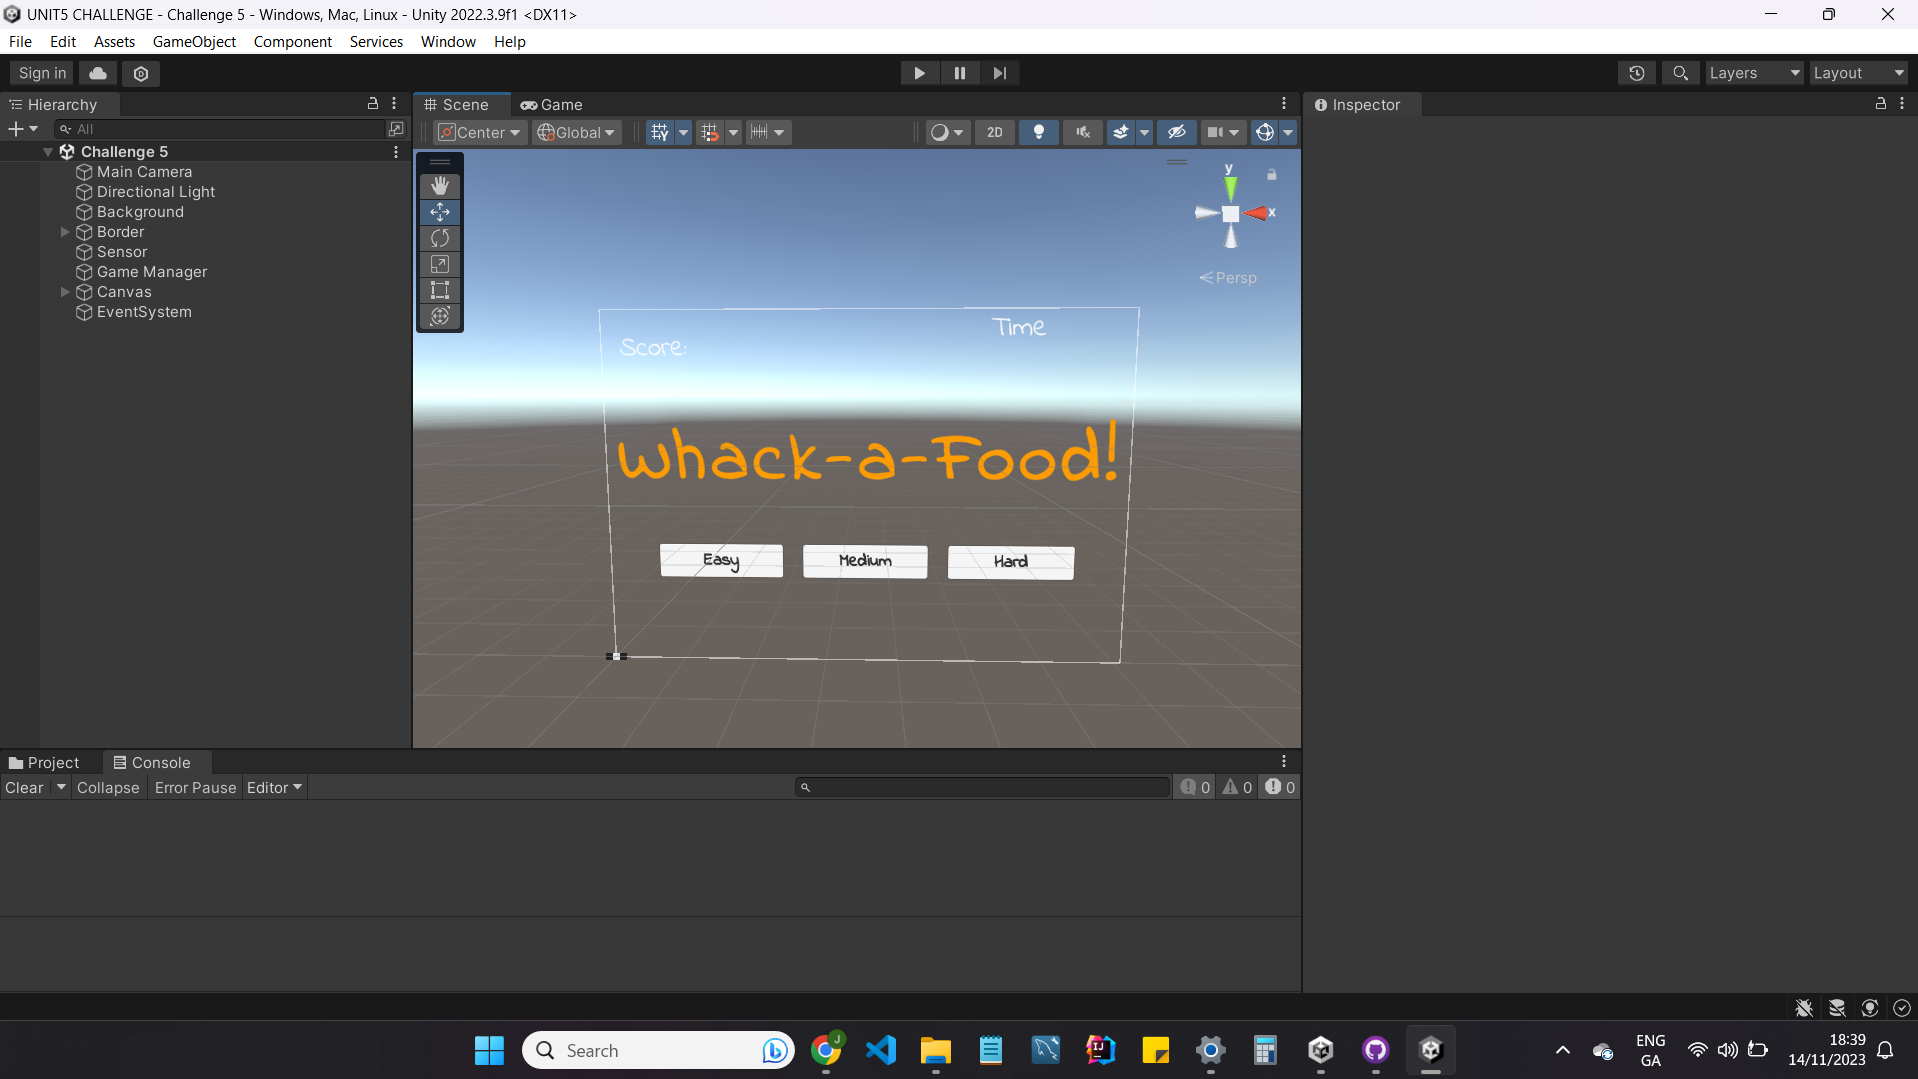 UNIT5 CHALLENGE - Challenge 5 - Windows, Mac, Linux - Unity 2022.3.9f1 <DX11>
File Edit Assets GameObject Component Services Window Help
Sign in Layers Layout
Hierarchy Scene Game Inspector
All Center Global 2D
Challenge 5
Main Camera
Directional Light
Background
Border
Sensor
Game Manager
Canvas
EventSystem
y
x
Persp
Time
Score:
Whack-a-Food!
Easy Medium Hard
Project Console
Clear Collapse Error Pause Editor 0 0 0
Search ENG 18:39
GA 14/11/2023